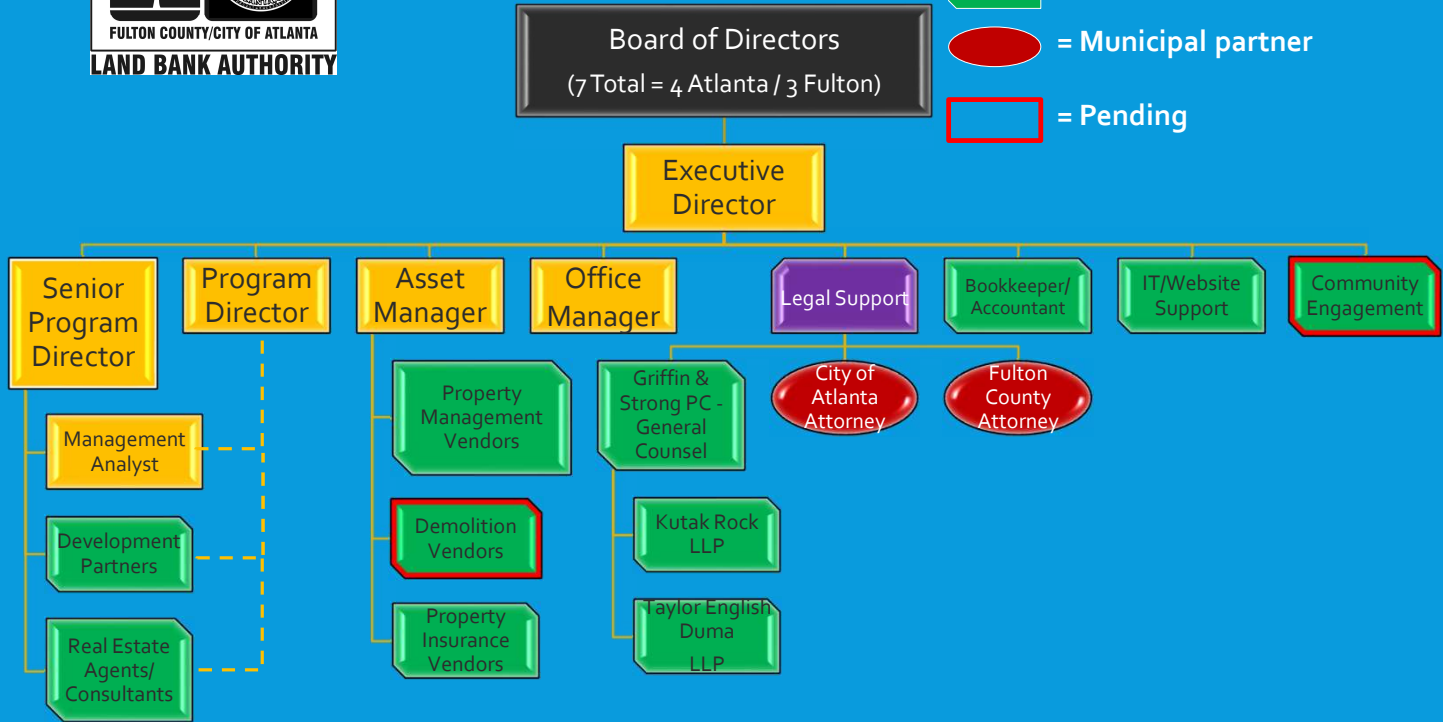 FULTON COUNTY/CITY OF ATLANTA
LAND BANK AUTHORITY
Board of Directors
(7 Total = 4 Atlanta / 3 Fulton)
= Municipal partner
= Pending
Executive
Director
Senior
Program
Director
Program
Director
Asset
Manager
Office
Manager
Legal Support
Bookkeeper/
Accountant
IT/Website
Support
Community
Engagement
Management
Analyst
Development
Partners
Real Estate
Agents/
Consultants
Property
Management
Vendors
Demolition
Vendors
Property
Insurance
Vendors
Griffin &
Strong PC -
General
Counsel
Kutak Rock
LLP
Taylor English
Duma
LLP
City of
Atlanta
Attorney
Fulton
County
Attorney